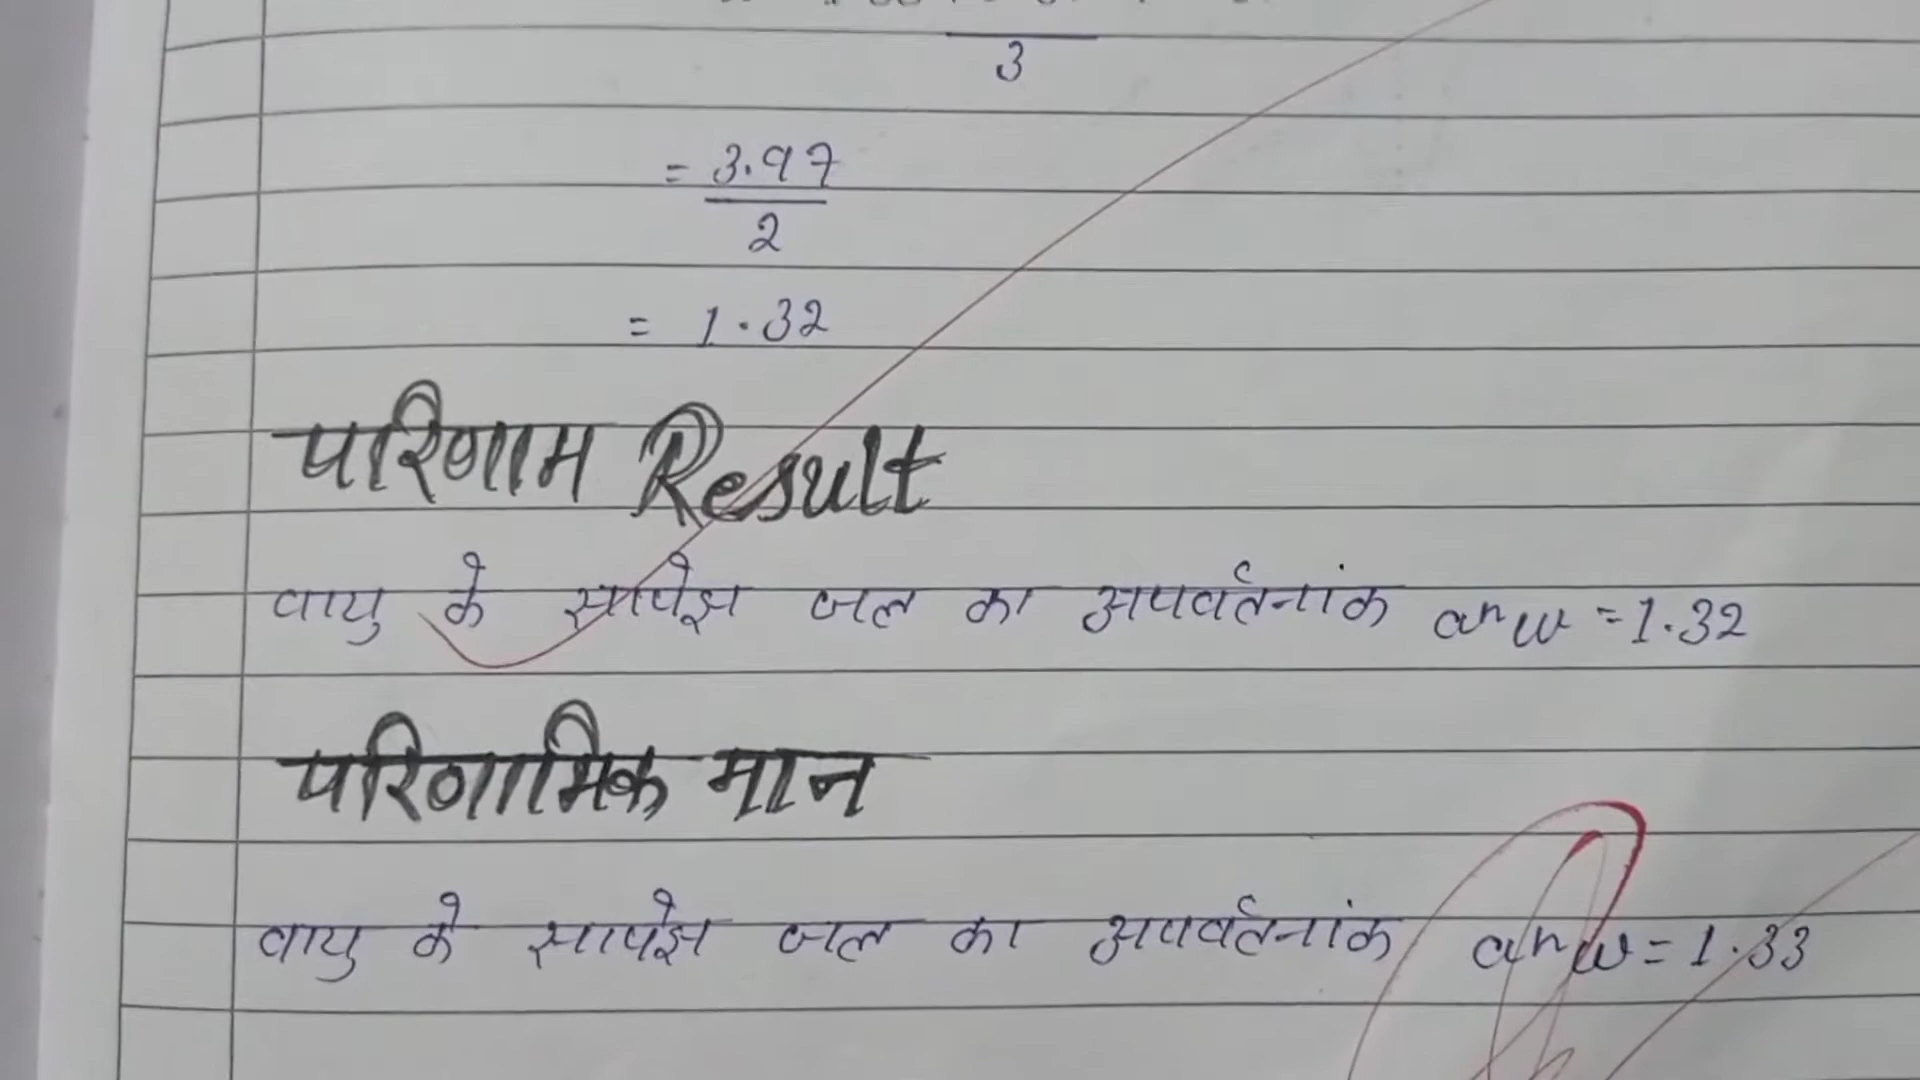 3
= 3.97
2
= 1.32
परिणाम Result
वायु के सापेक्ष जल का अपवर्तनांक anw = 1.32
परिणामिक मान
वायु के सापेक्ष जल का अपवर्तनांक anw = 1.33